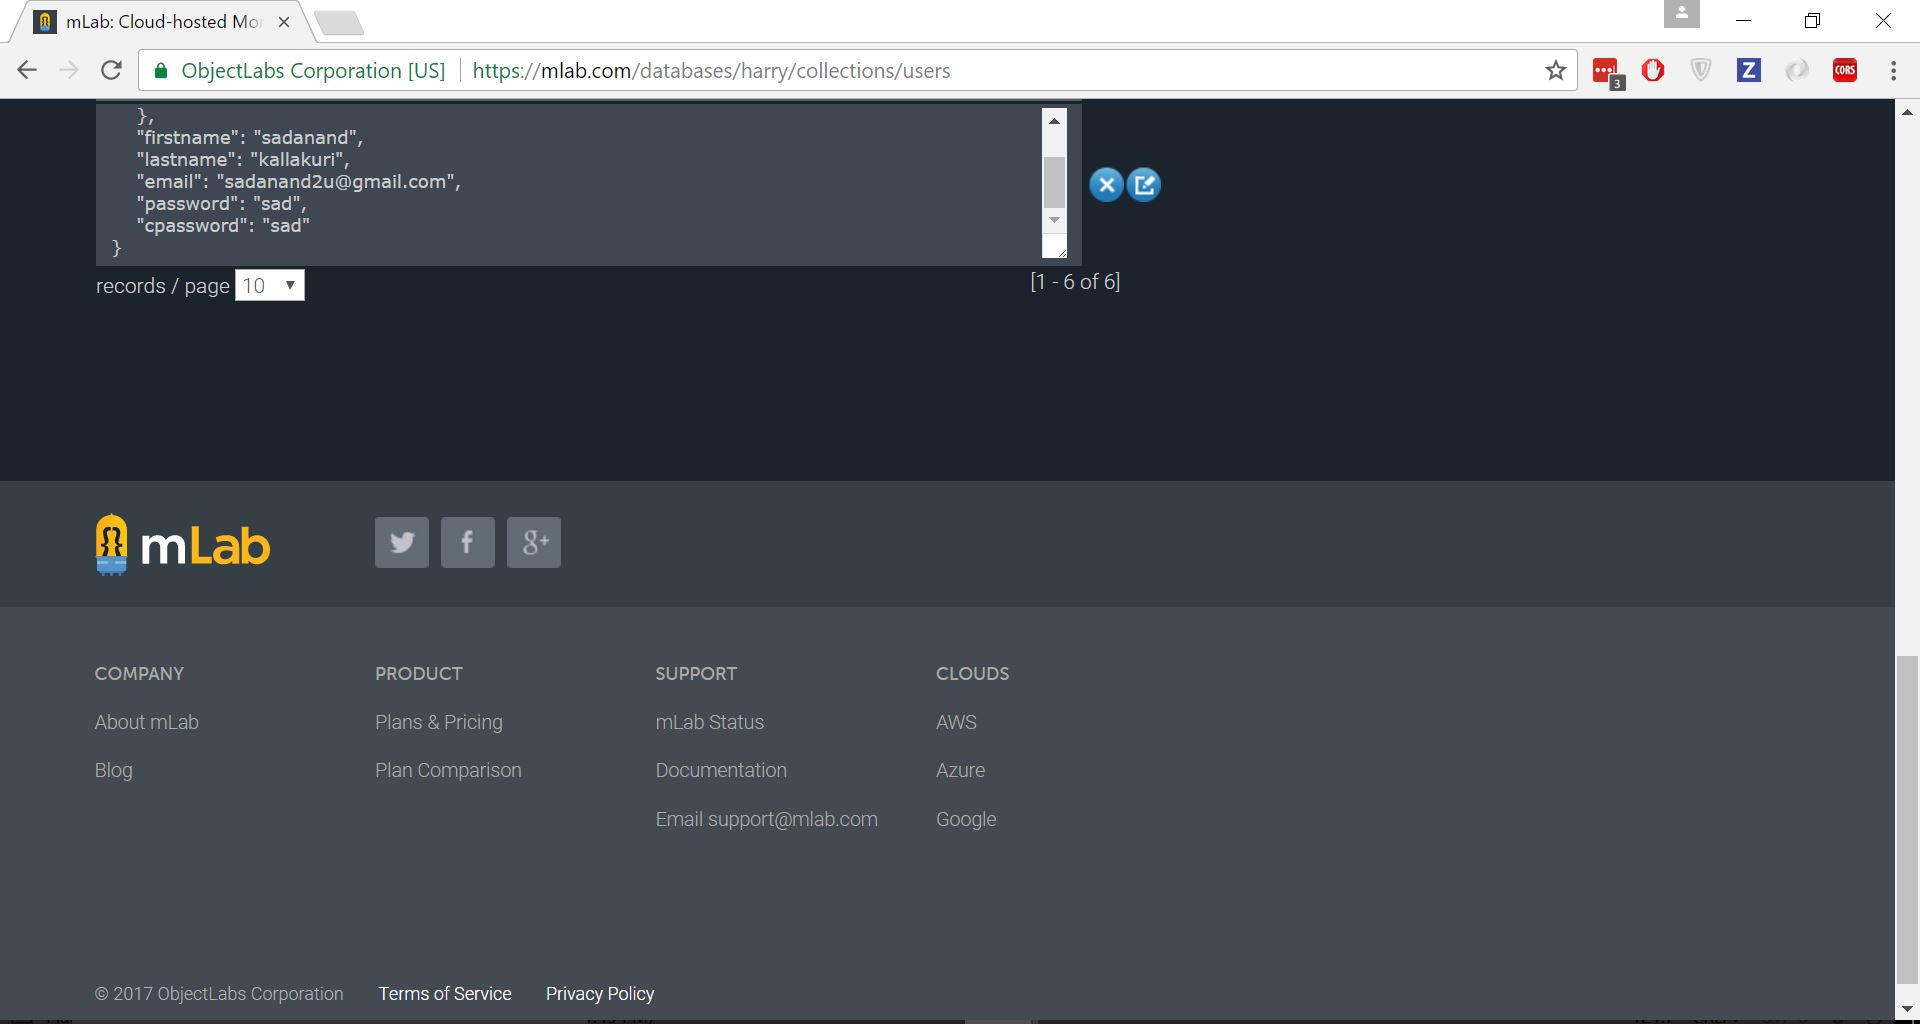 mLab: Cloud-hosted Mo
ObjectLabs Corporation [US] https://mlab.com/databases/harry/collections/users
3
Z
CORS
},
"firstname": "sadanand",
"lastname": "kallakuri",
"email": "sadanand2u@gmail.com",
"password": "sad",
"cpassword": "sad"
}
records / page 10
[1 - 6 of 6]
mLab
f
g+
COMPANY PRODUCT SUPPORT CLOUDS
About mLab Plans & Pricing mLab Status AWS
Blog Plan Comparison Documentation Azure
Email support@mlab.com Google
© 2017 ObjectLabs Corporation Terms of Service Privacy Policy